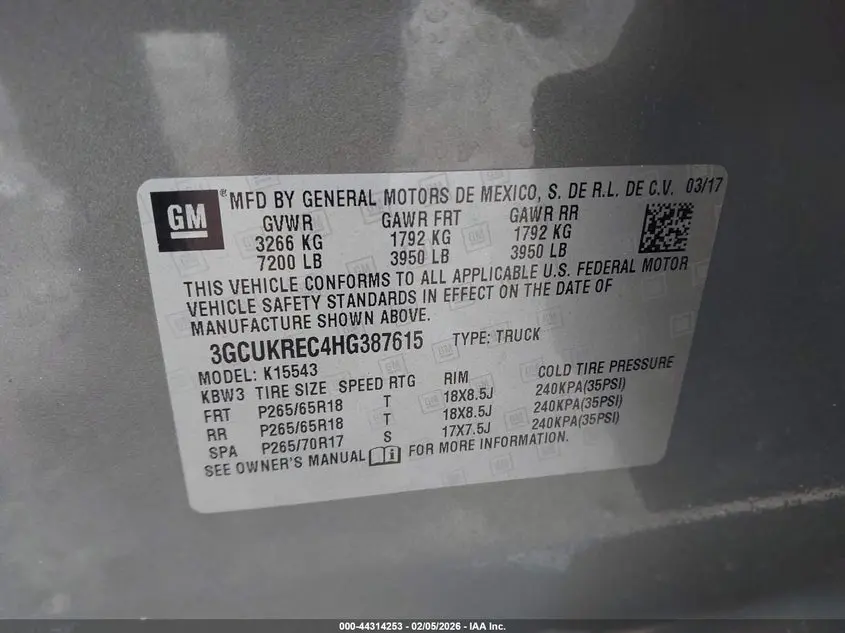 GM ® MFD BY GENERAL MOTORS DE MEXICO, S. DE R.L. DE C.V. 03/17
GVWR GAWR FRT GAWR RR
3266 KG 1792 KG 1792 KG
7200 LB 3950 LB 3950 LB
THIS VEHICLE CONFORMS TO ALL APPLICABLE U.S. FEDERAL MOTOR
VEHICLE SAFETY STANDARDS IN EFFECT ON THE DATE OF
MANUFACTURE SHOWN ABOVE.
3GCUKREC4HG387615 TYPE: TRUCK
MODEL: K15543
KBW3 TIRE SIZE SPEED RTG RIM COLD TIRE PRESSURE
FRT P265/65R18 T 18X8.5J 240KPA(35PSI)
RR P265/65R18 T 18X8.5J 240KPA(35PSI)
SPA P265/70R17 S 17X7.5J 240KPA(35PSI)
SEE OWNER'S MANUAL FOR MORE INFORMATION.
000-44314253 - 02/05/2026 - IAA Inc.